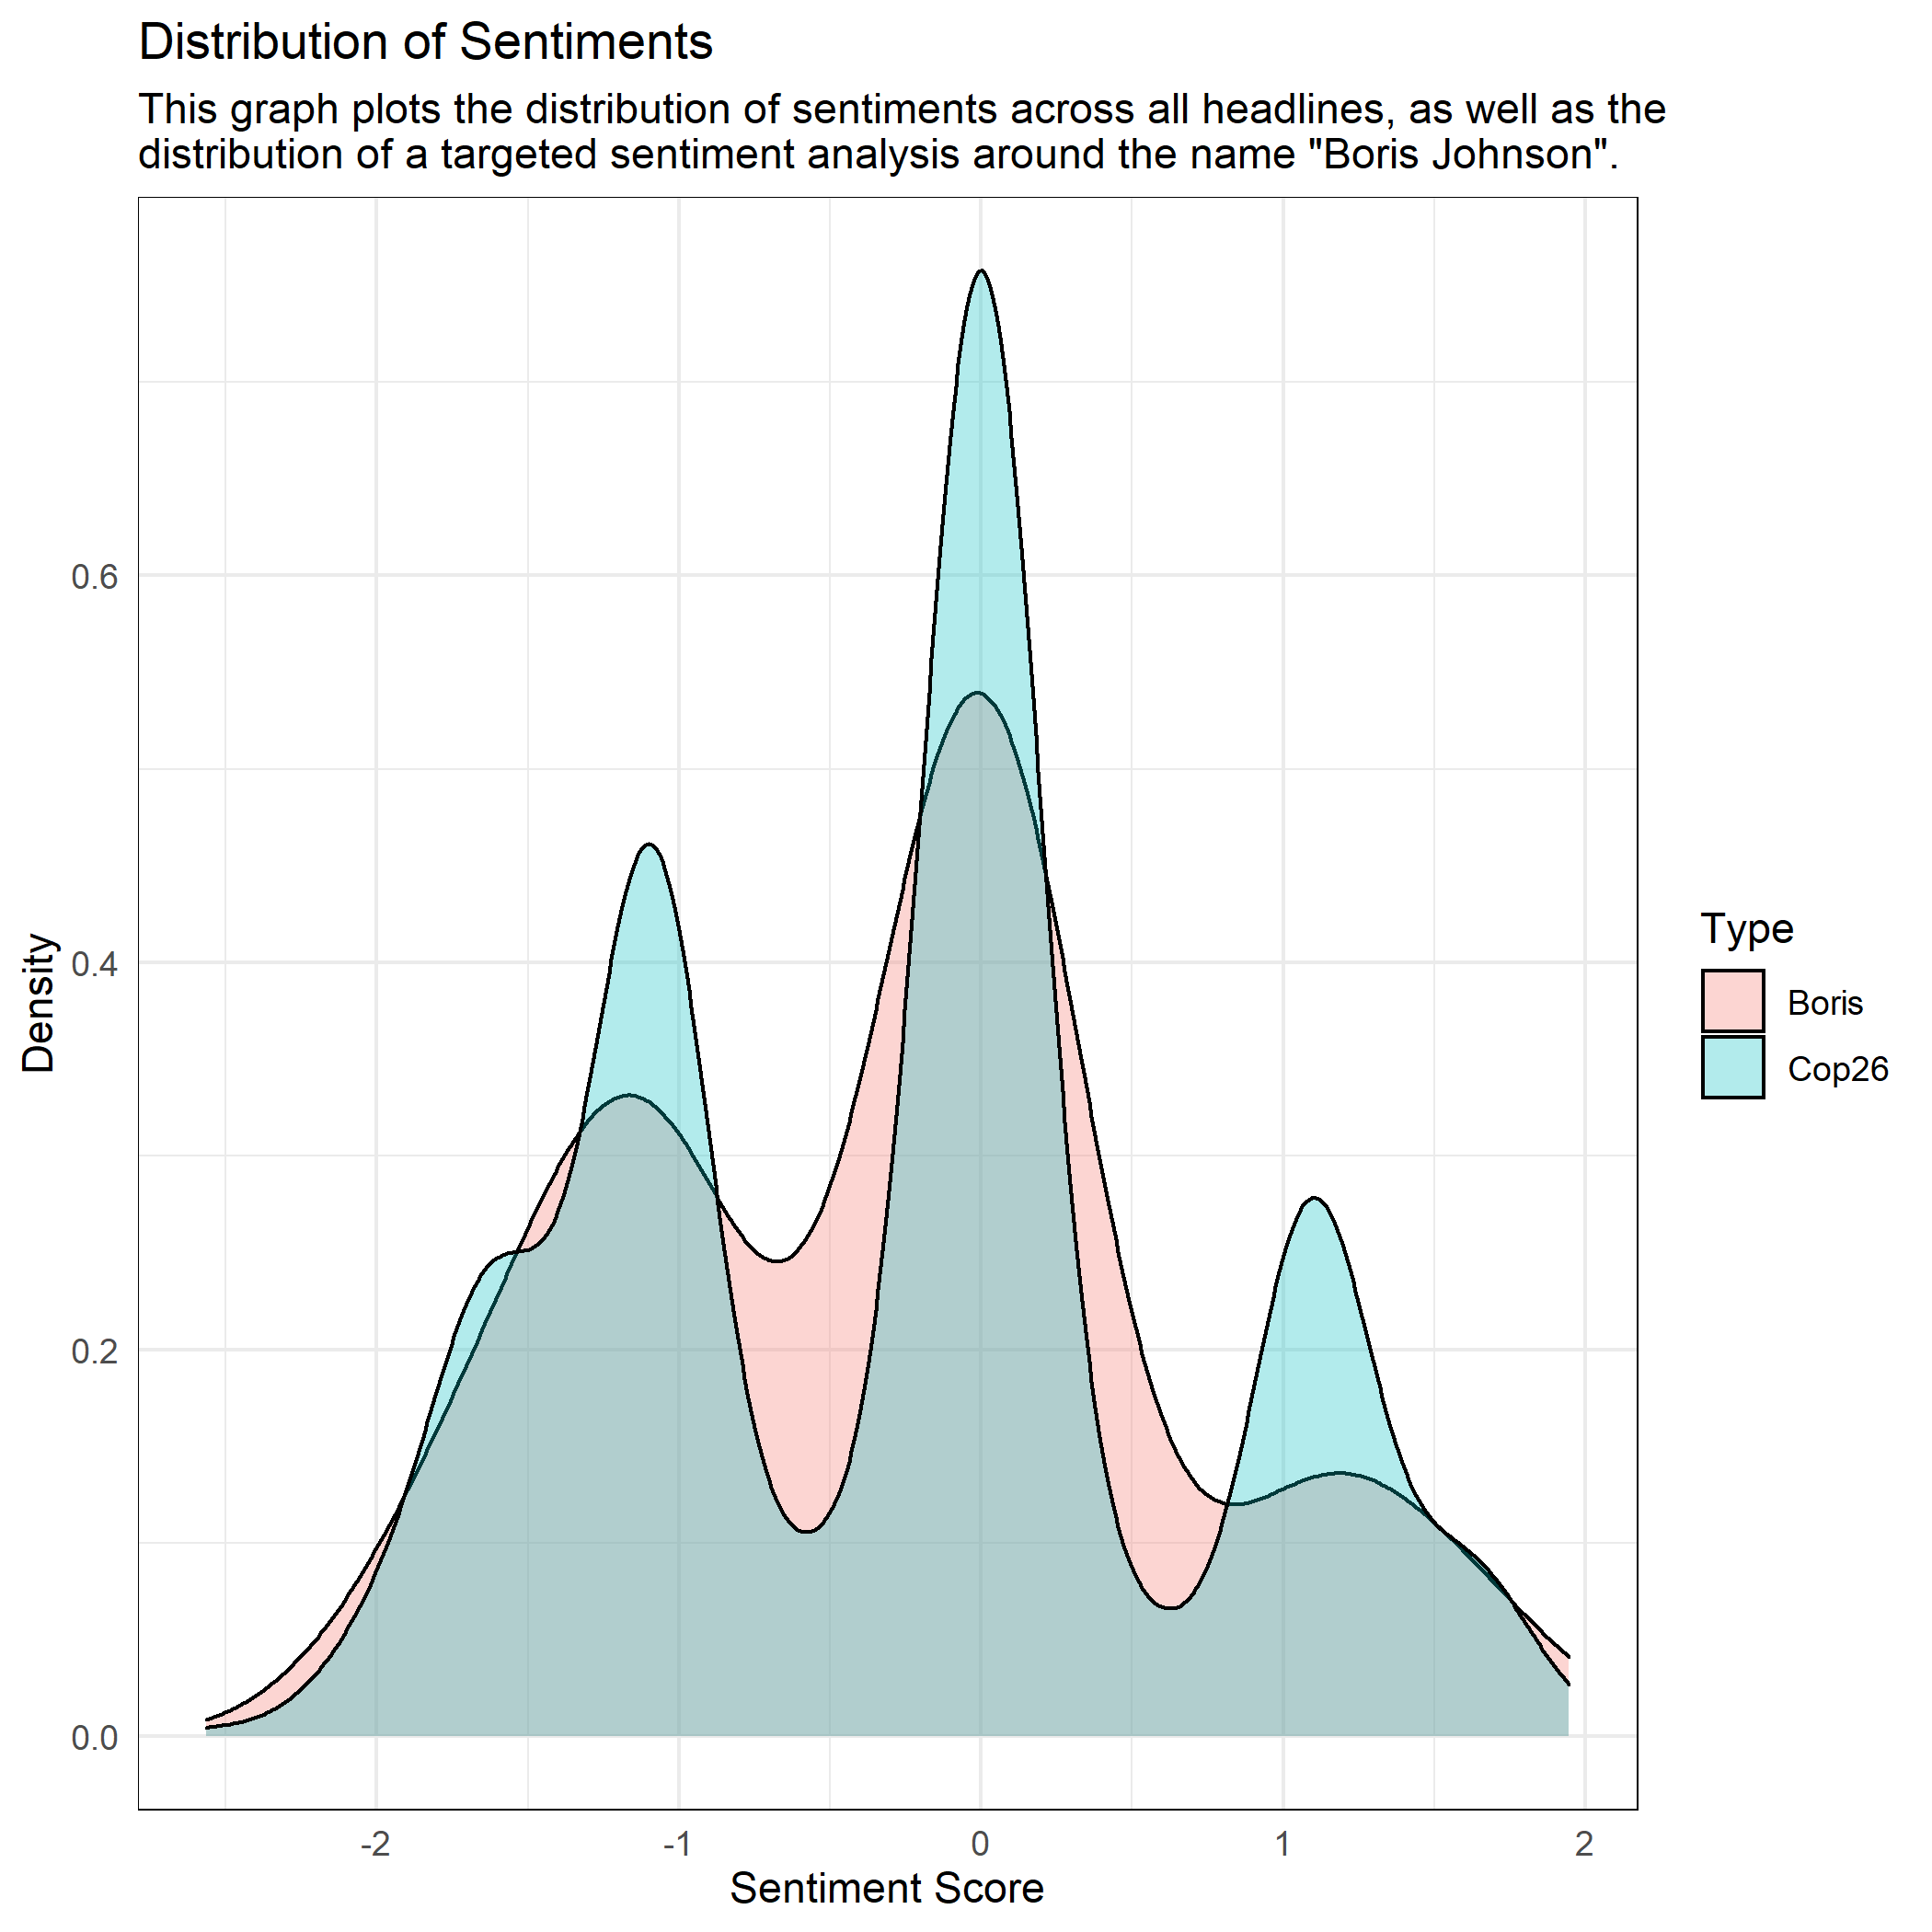 Distribution of Sentiments
This graph plots the distribution of sentiments across all headlines, as well as the
distribution of a targeted sentiment analysis around the name "Boris Johnson".
Density
0.6
0.4
0.2
0.0
-2
-1
0
1
2
Sentiment Score
Type
Boris
Cop26